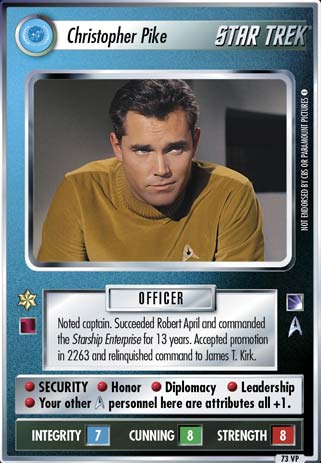 Christopher Pike
STAR TREK
NOT ENDORSED BY CBS OR PARAMOUNT PICTURES
OFFICER
Noted captain. Succeeded Robert April and commanded
the Starship Enterprise for 13 years. Accepted promotion
in 2263 and relinquished command to James T. Kirk.
SECURITY • Honor • Diplomacy • Leadership
• Your other personnel here are attributes all +1.
INTEGRITY 7 CUNNING 8 STRENGTH 8
73 VP